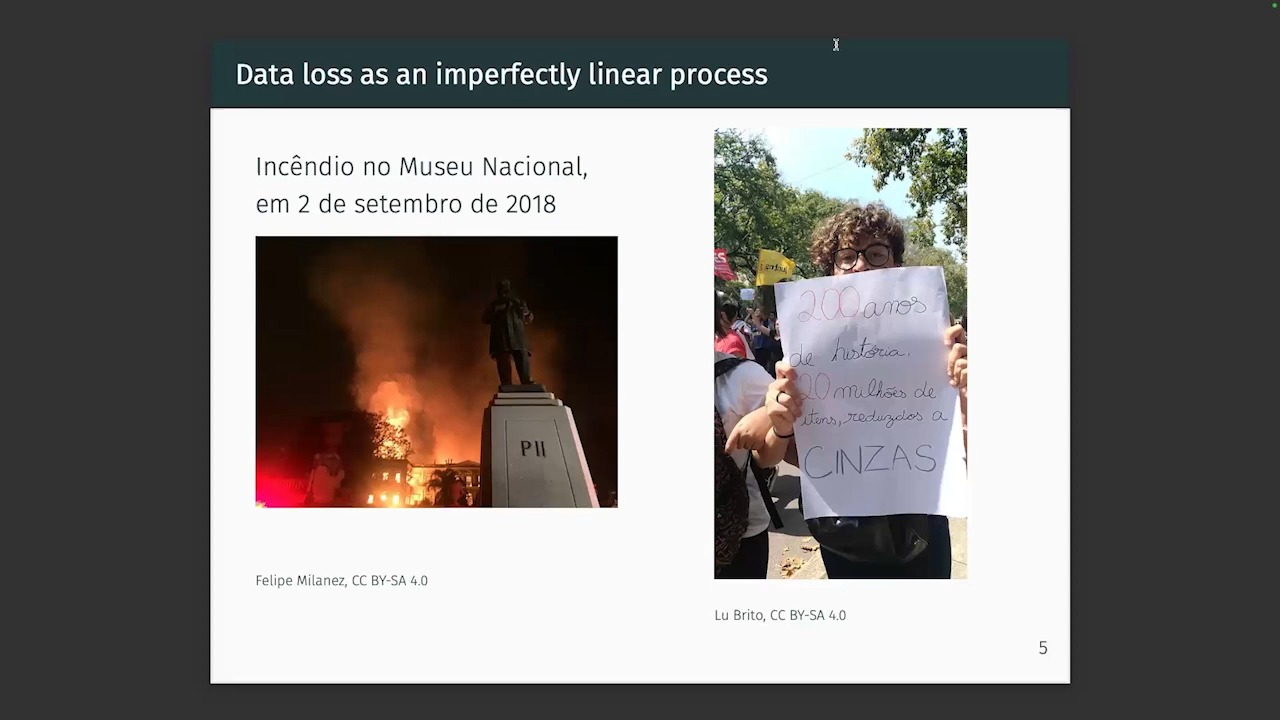 Data loss as an imperfectly linear process
Incêndio no Museu Nacional,
em 2 de setembro de 2018
PII
Felipe Milanez, CC BY-SA 4.0
200 anos
de história.
20 milhões de
itens, reduzidos a
CINZAS
Lu Brito, CC BY-SA 4.0
5